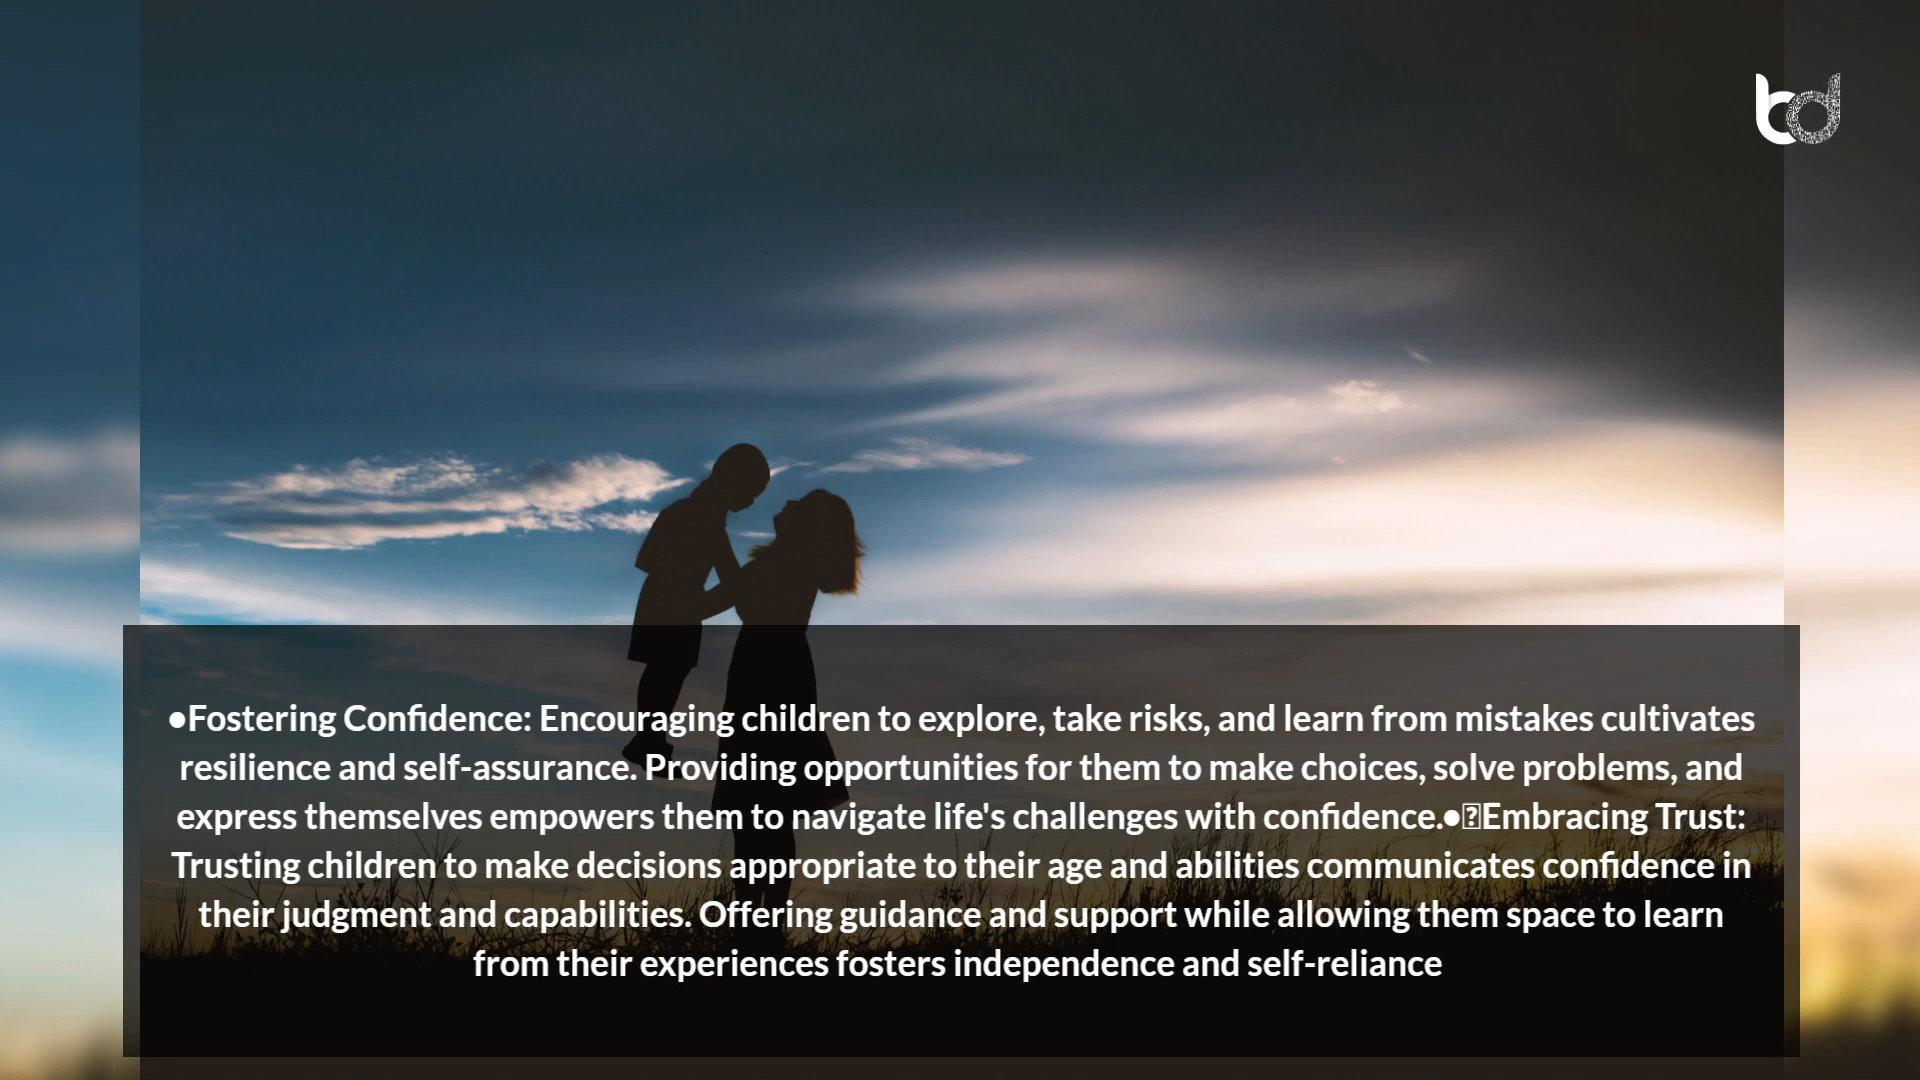 bd
●Fostering Confidence: Encouraging children to explore, take risks, and learn from mistakes cultivates
resilience and self-assurance. Providing opportunities for them to make choices, solve problems, and
express themselves empowers them to navigate life's challenges with confidence.●⍰Embracing Trust:
Trusting children to make decisions appropriate to their age and abilities communicates confidence in
their judgment and capabilities. Offering guidance and support while allowing them space to learn
from their experiences fosters independence and self-reliance